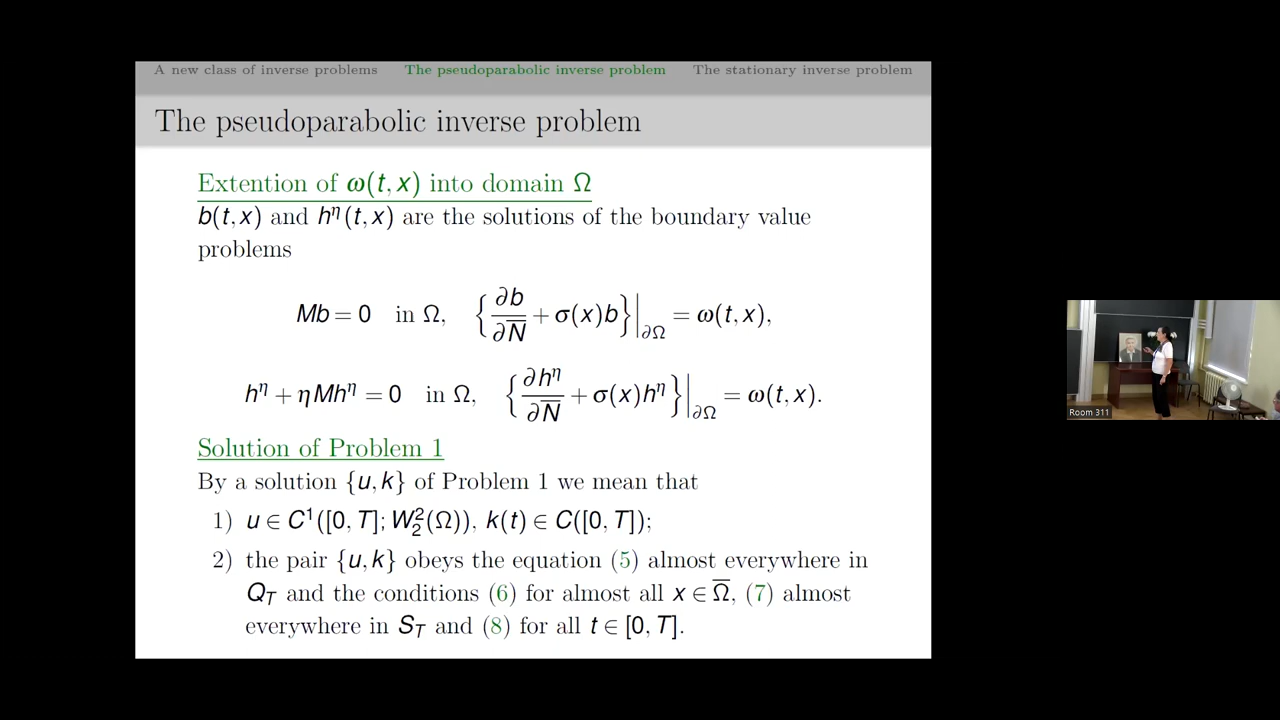 A new class of inverse problems The pseudoparabolic inverse problem The stationary inverse problem
The pseudoparabolic inverse problem
Extention of ω(t,x) into domain Ω
b(t,x) and h^η(t,x) are the solutions of the boundary value
problems
Mb = 0 in Ω, {∂b/∂N̅ + σ(x)b}|_∂Ω = ω(t,x),
h^η + ηMh^η = 0 in Ω, {∂h^η/∂N̅ + σ(x)h^η}|_∂Ω = ω(t,x).
Solution of Problem 1
By a solution {u,k} of Problem 1 we mean that
1) u ∈ C¹([0,T]; W₂²(Ω)), k(t) ∈ C([0,T]);
2) the pair {u,k} obeys the equation (5) almost everywhere in
Q_T and the conditions (6) for almost all x ∈ Ω̅, (7) almost
everywhere in S_T and (8) for all t ∈ [0,T].
Room 311